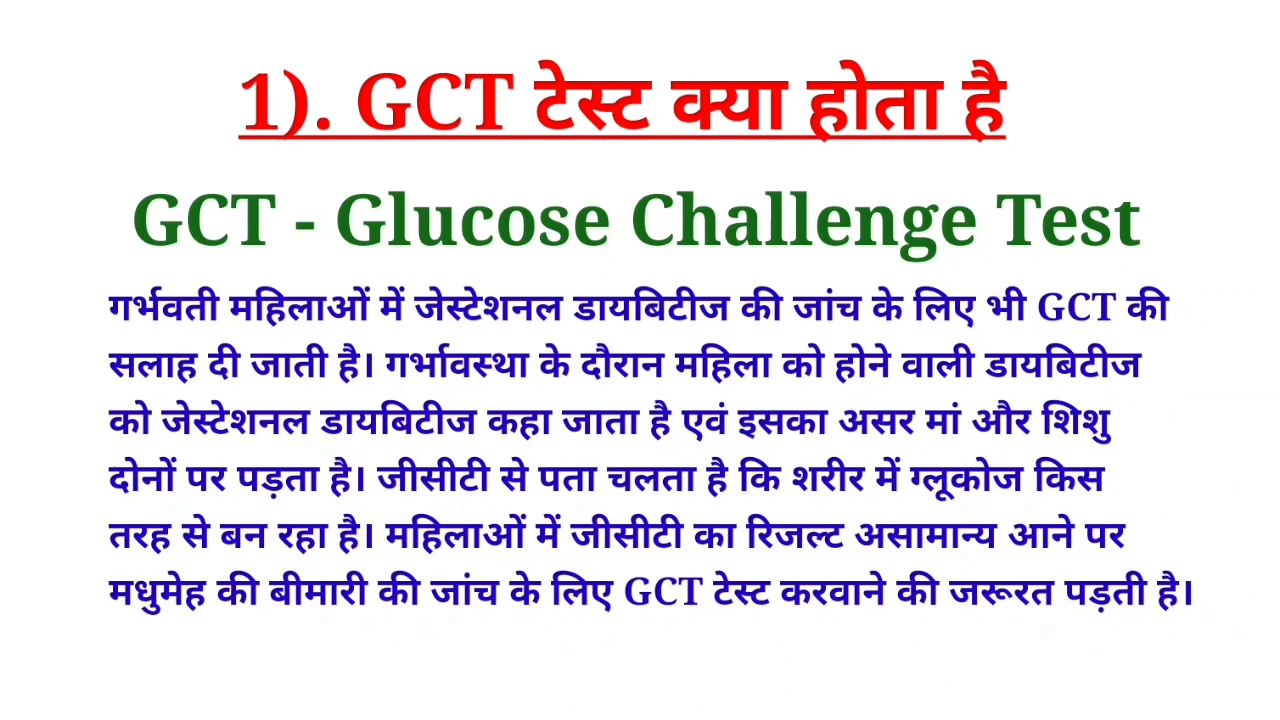 1). GCT टेस्ट क्या होता है
GCT - Glucose Challenge Test
गर्भवती महिलाओं में जेस्टेशनल डायबिटीज की जांच के लिए भी GCT की
सलाह दी जाती है। गर्भावस्था के दौरान महिला को होने वाली डायबिटीज
को जेस्टेशनल डायबिटीज कहा जाता है एवं इसका असर मां और शिशु
दोनों पर पड़ता है। जीसीटी से पता चलता है कि शरीर में ग्लूकोज किस
तरह से बन रहा है। महिलाओं में जीसीटी का रिजल्ट असामान्य आने पर
मधुमेह की बीमारी की जांच के लिए GCT टेस्ट करवाने की जरूरत पड़ती है।